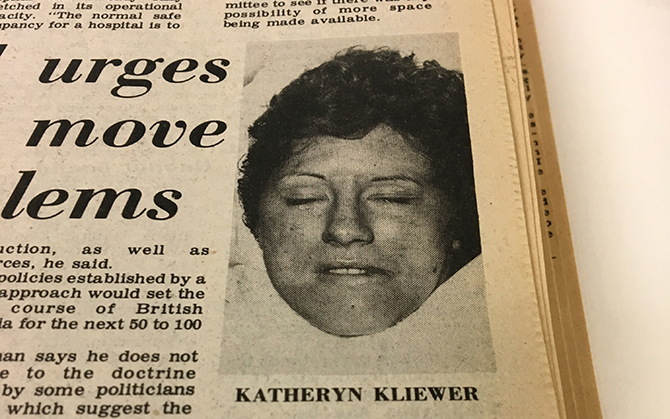 etched in its operational
acity. "The normal safe
pancy for a hospital is to
mittee to see if there was any
possibility of more space
being made available.
urges
move
lems
uction, as well as
rces, he said.
policies established by a
approach would set the
course of British
ia for the next 50 to 100
nan says he does not
e to the doctrine
by some politicians
which suggest the
KATHERYN KLIEWER